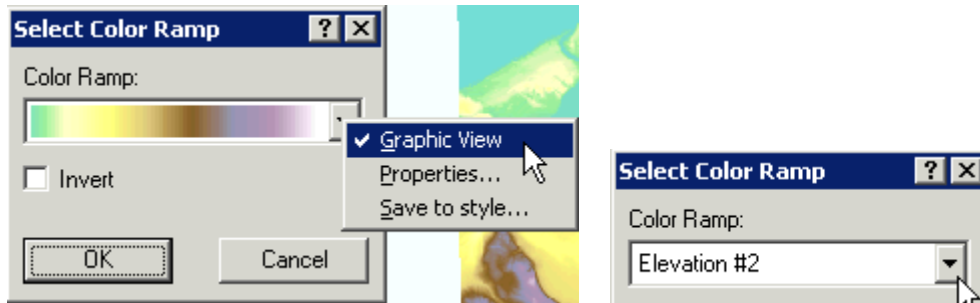 Select Color Ramp
Color Ramp:
Graphic View
Properties...
Invert
Save to style...
OK Cancel
Select Color Ramp
Color Ramp:
Elevation #2